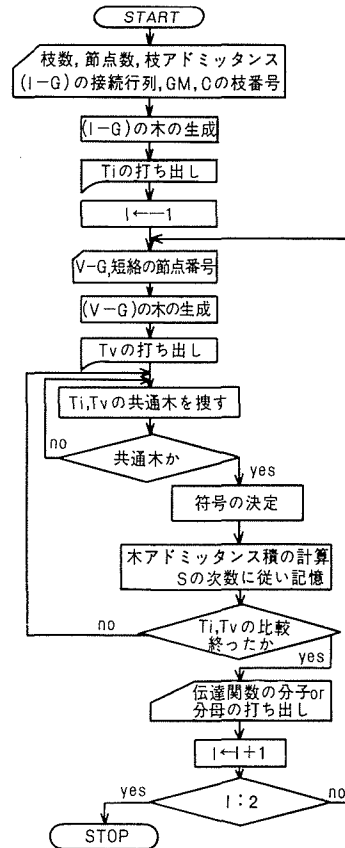 START
枝数, 節点数, 枝アドミッタンス
(I-G)の接続行列, GM, Cの枝番号
(I-G)の木の生成
Tiの打ち出し
I←1
V-G,短絡の節点番号
(V-G)の木の生成
Tvの打ち出し
Ti,Tvの共通木を捜す
no
共通木か
yes
符号の決定
木アドミッタンス積の計算
Sの次数に従い記憶
no
Ti,Tvの比較
終ったか
yes
伝達関数の分子or
分母の打ち出し
I←I+1
yes
I:2
no
STOP